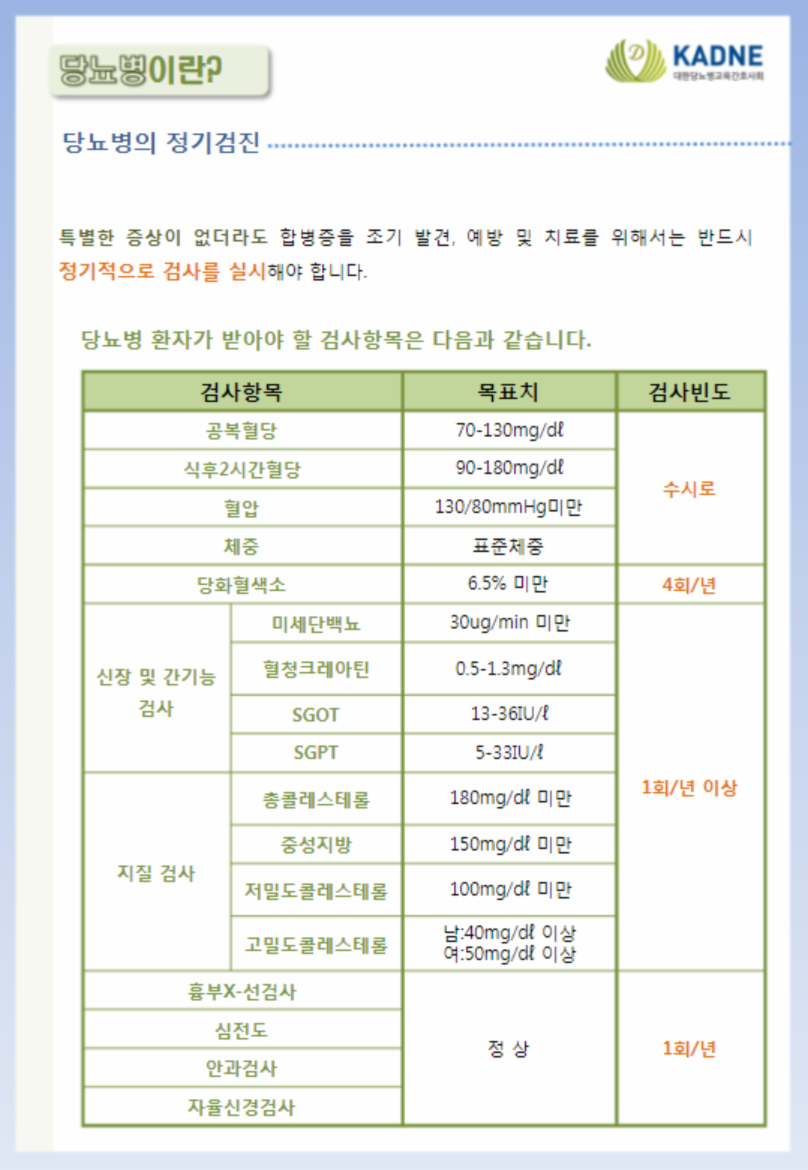 당뇨병이란?
KADNE
대한당뇨병교육간호사회
당뇨병의 정기검진
특별한 증상이 없더라도 합병증을 조기 발견, 예방 및 치료를 위해서는 반드시
정기적으로 검사를 실시해야 합니다.
당뇨병 환자가 받아야 할 검사항목은 다음과 같습니다.
검사항목 목표치 검사빈도
공복혈당 70-130mg/dℓ
식후2시간혈당 90-180mg/dℓ
수시로
혈압 130/80mmHg미만
체중 표준체중
당화혈색소 6.5% 미만 4회/년
미세단백뇨 30ug/min 미만
신장 및 간기능
검사
혈청크레아틴 0.5-1.3mg/dℓ
SGOT 13-36IU/ℓ
SGPT 5-33IU/ℓ
1회/년 이상
총콜레스테롤 180mg/dℓ 미만
중성지방 150mg/dℓ 미만
지질 검사
저밀도콜레스테롤 100mg/dℓ 미만
고밀도콜레스테롤 남:40mg/dℓ 이상
여:50mg/dℓ 이상
흉부X-선검사
심전도
정 상 1회/년
안과검사
자율신경검사